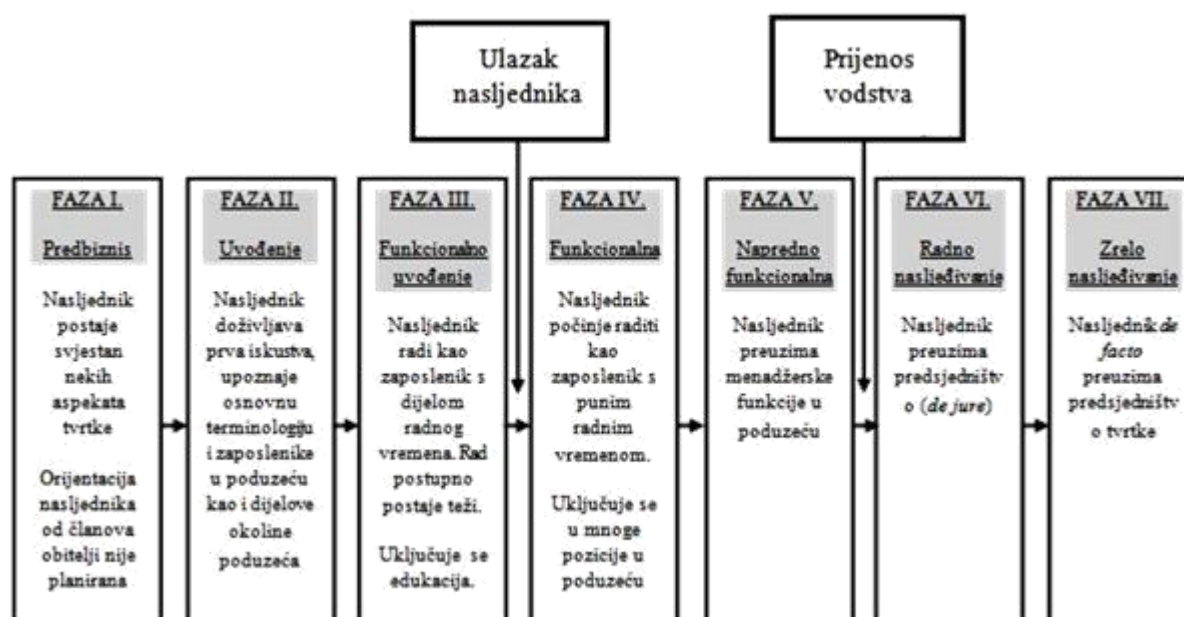 Ulazak
nasljednika
Prijenos
vodstva
FAZA I.
Predbiznis
Nasljednik
postaje
svjestan
nekih
aspekata
tvrtke
Orijentacija
nasljednika
od članova
obitelji nije
planirana
FAZA II.
Uvođenje
Nasljednik
doživljava
prva iskustva,
upoznaje
osnovnu
terminologiju
i zaposlenike
u poduzeću
kao i dijelove
okoline
poduzeća
FAZA III.
Funkcionalno
uvođenje
Nasljednik
radi kao
zaposlenik s
dijelom
radnog
vremena. Rad
postupno
postaje teži.
Uključuje se
edukacija.
FAZA IV.
Funkcionalna
Nasljednik
počinje raditi
kao
zaposlenik s
punim
radnim
vremenom.
Uključuje se
u mnoge
pozicije u
poduzeću
FAZA V.
Napredno
funkcionalna
Nasljednik
preuzima
menadžerske
funkcije u
poduzeću
FAZA VI.
Radno
nasljeđivanje
Nasljednik
preuzima
predsjedništv
o (de jure)
FAZA VII.
Zrelo
nasljeđivanje
Nasljednik de
facto
preuzima
predsjedništv
o tvrtke